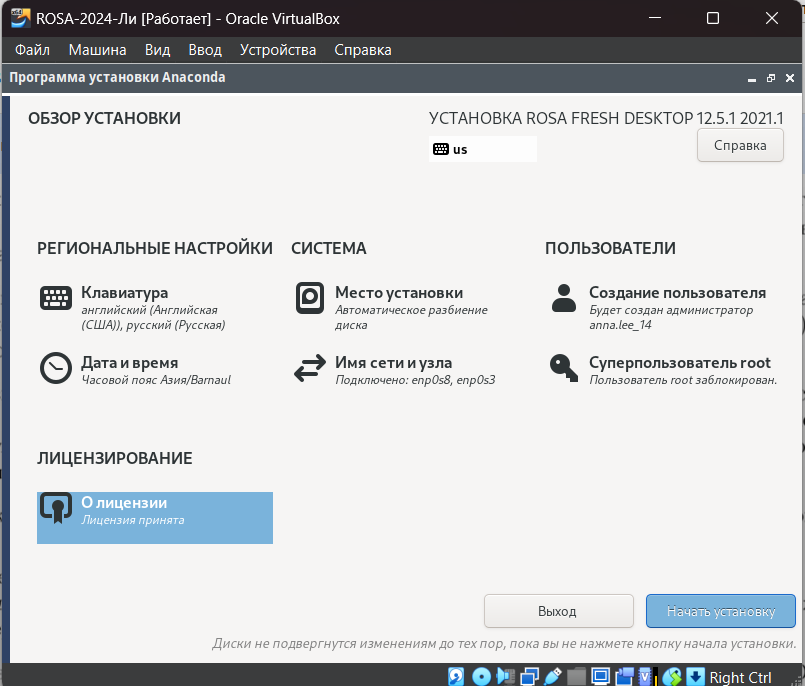 ROSA-2024-Ли [Работает] - Oracle VirtualBox
Файл Машина Вид Ввод Устройства Справка
Программа установки Anaconda
ОБЗОР УСТАНОВКИ
УСТАНОВКА ROSA FRESH DESKTOP 12.5.1 2021.1
us
Справка
РЕГИОНАЛЬНЫЕ НАСТРОЙКИ
Клавиатура
английский (Английская
(США)), русский (Русская)
Дата и время
Часовой пояс Азия/Barnaul
СИСТЕМА
Место установки
Автоматическое разбиение
диска
Имя сети и узла
Подключено: enp0s8, enp0s3
ПОЛЬЗОВАТЕЛИ
Создание пользователя
Будет создан администратор
anna.lee_14
Суперпользователь root
Пользователь root заблокирован.
ЛИЦЕНЗИРОВАНИЕ
О лицензии
Лицензия принята
Выход
Начать установку
Диски не подвергнутся изменениям до тех пор, пока вы не нажмете кнопку начала установки.
Right Ctrl